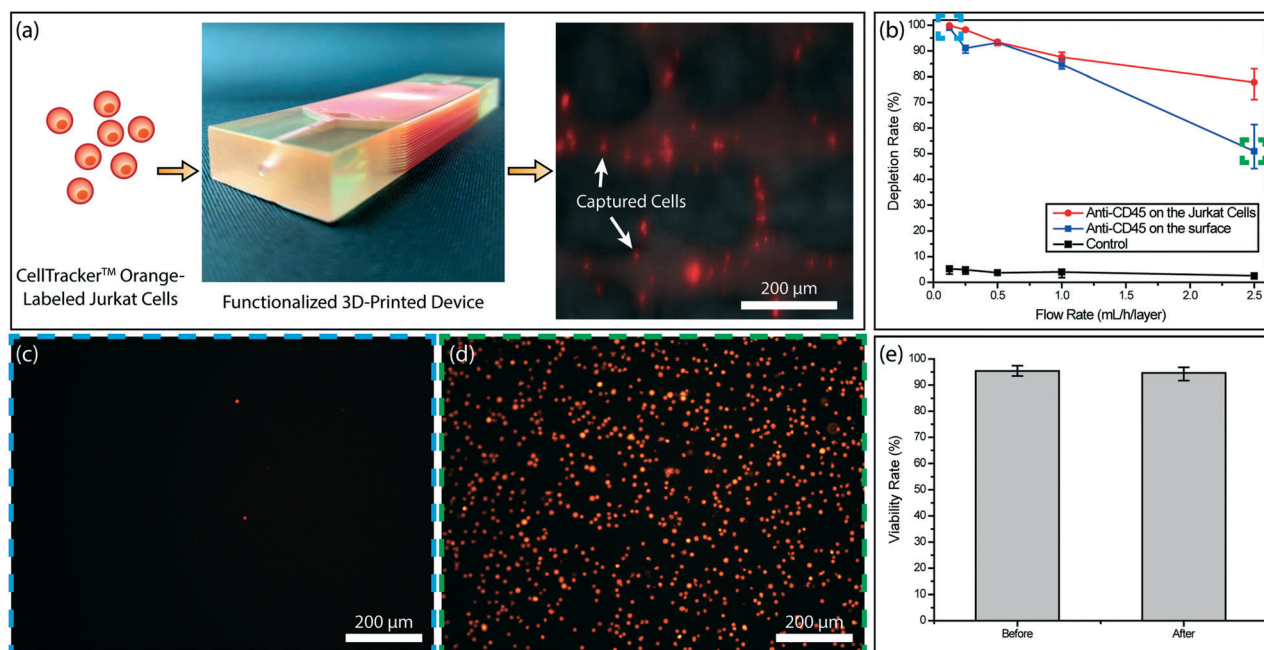 (a)
CellTracker™ Orange-
Labeled Jurkat Cells
Functionalized 3D-Printed Device
Captured Cells
200 μm
(b)
Depletion Rate (%)
100
90
80
70
60
50
40
30
20
10
0
Anti-CD45 on the Jurkat Cells
Anti-CD45 on the surface
Control
0.0 0.5 1.0 1.5 2.0 2.5
Flow Rate (mL/h/layer)
(c)
200 μm
(d)
200 μm
(e)
Viability Rate (%)
100
90
80
70
60
50
40
30
20
10
0
Before After